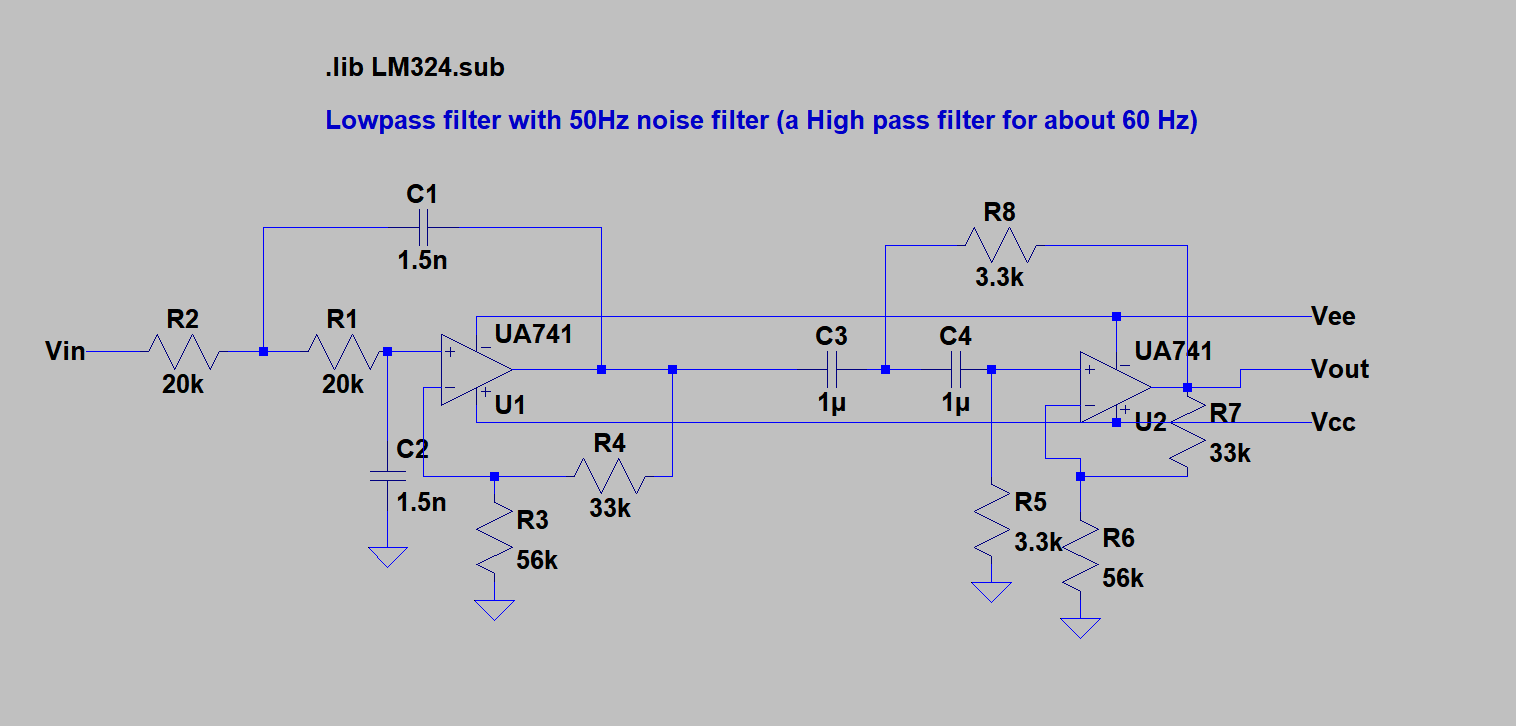 .lib LM324.sub
Lowpass filter with 50Hz noise filter (a High pass filter for about 60 Hz)
C1
1.5n
R8
3.3k
R2
20k
R1
20k
Vin
+
−
−
+
UA741
U1
C3
1µ
C4
1µ
+
−
−
+
UA741
U2
Vee
Vout
Vcc
C2
1.5n
R4
33k
R3
56k
R7
33k
R5
3.3k
R6
56k